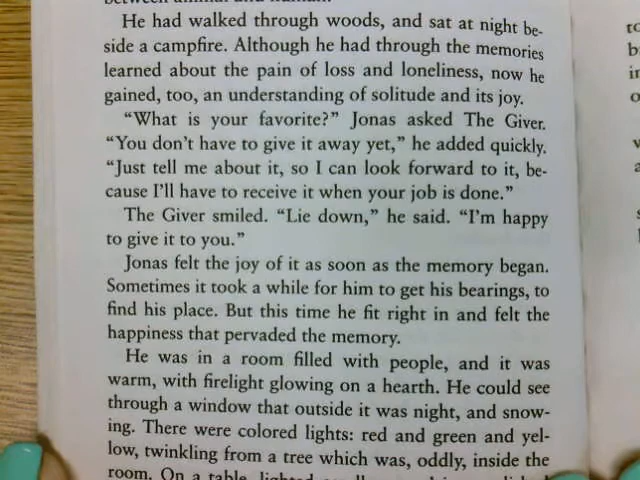 between animal and human.
He had walked through woods, and sat at night be-
side a campfire. Although he had through the memories
learned about the pain of loss and loneliness, now he
gained, too, an understanding of solitude and its joy.
“What is your favorite?” Jonas asked The Giver.
“You don’t have to give it away yet,” he added quickly.
“Just tell me about it, so I can look forward to it, be-
cause I’ll have to receive it when your job is done.”
The Giver smiled. “Lie down,” he said. “I’m happy
to give it to you.”
Jonas felt the joy of it as soon as the memory began.
Sometimes it took a while for him to get his bearings, to
find his place. But this time he fit right in and felt the
happiness that pervaded the memory.
He was in a room filled with people, and it was
warm, with firelight glowing on a hearth. He could see
through a window that outside it was night, and snow-
ing. There were colored lights: red and green and yel-
low, twinkling from a tree which was, oddly, inside the
room. On a table, lighted